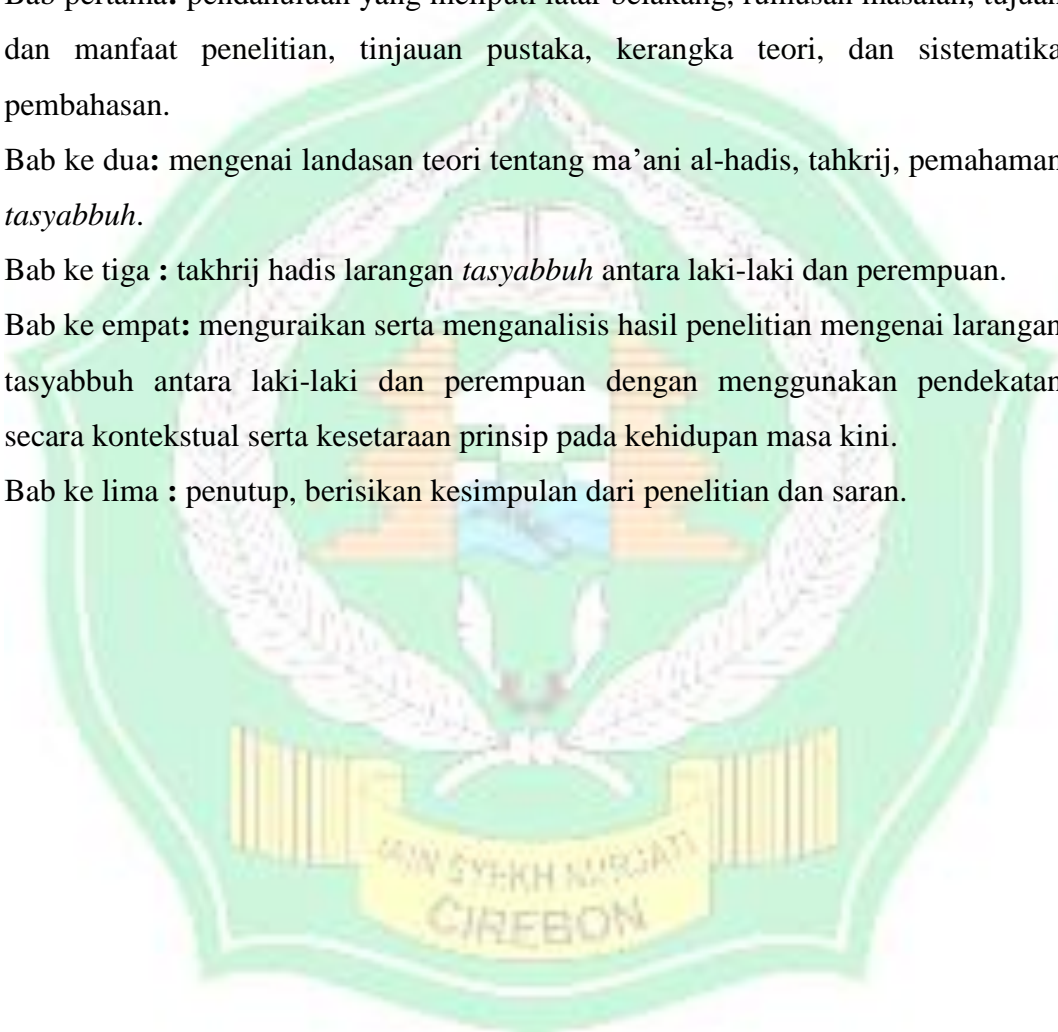 Bab pertama: pendahuluan yang meliputi latar belakang, rumusan masalah, tujuan
dan manfaat penelitian, tinjauan pustaka, kerangka teori, dan sistematika
pembahasan.
Bab ke dua: mengenai landasan teori tentang ma’ani al-hadis, tahkrij, pemahaman
tasyabbuh.
Bab ke tiga : takhrij hadis larangan tasyabbuh antara laki-laki dan perempuan.
Bab ke empat: menguraikan serta menganalisis hasil penelitian mengenai larangan
tasyabbuh antara laki-laki dan perempuan dengan menggunakan pendekatan
secara kontekstual serta kesetaraan prinsip pada kehidupan masa kini.
Bab ke lima : penutup, berisikan kesimpulan dari penelitian dan saran.
IAIN SYEKH NURJATI
CIREBON